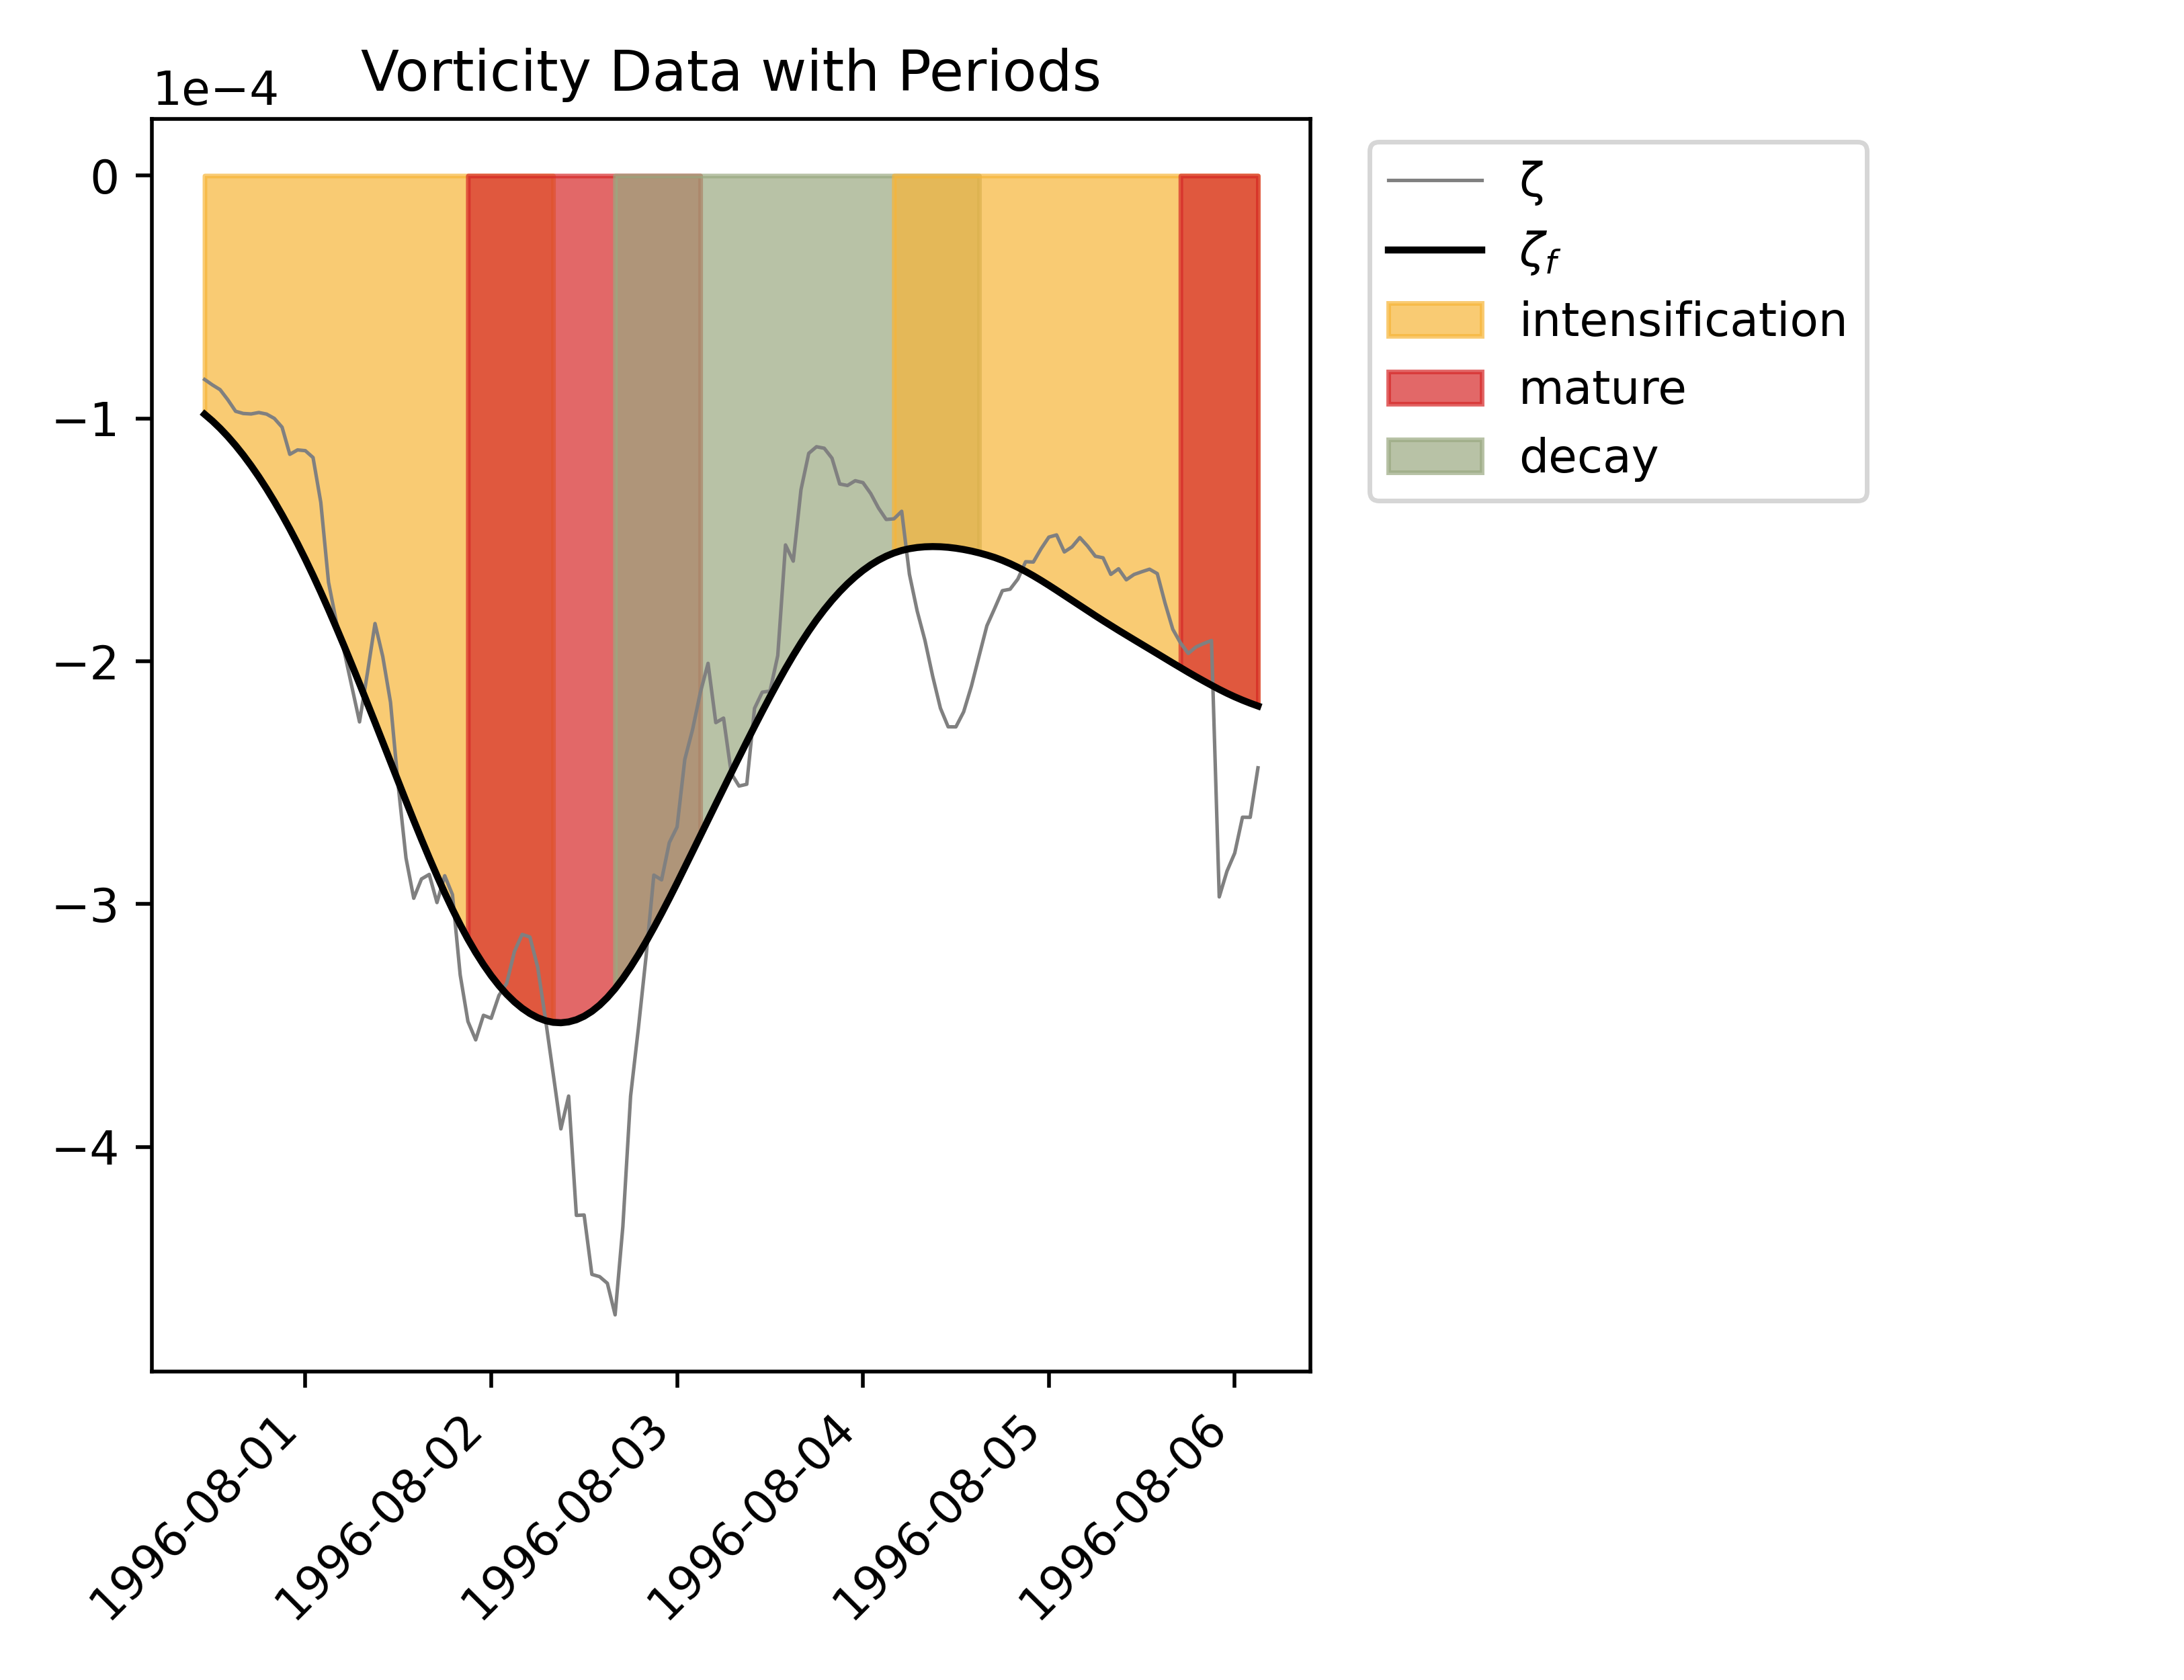 Vorticity Data with Periods
1e−4
0
−1
−2
−3
−4
1996-08-01
1996-08-02
1996-08-03
1996-08-04
1996-08-05
1996-08-06
ζ
ζf
intensification
mature
decay